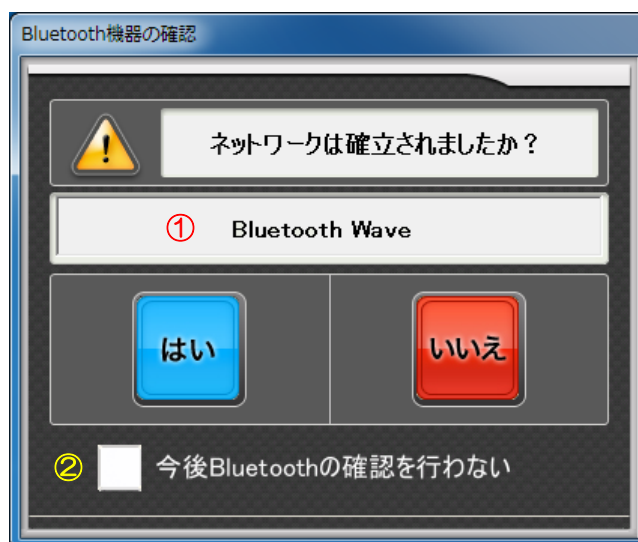 Bluetooth機器の確認
ネットワークは確立されましたか？
① Bluetooth Wave
はい
いいえ
② 今後Bluetoothの確認を行わない